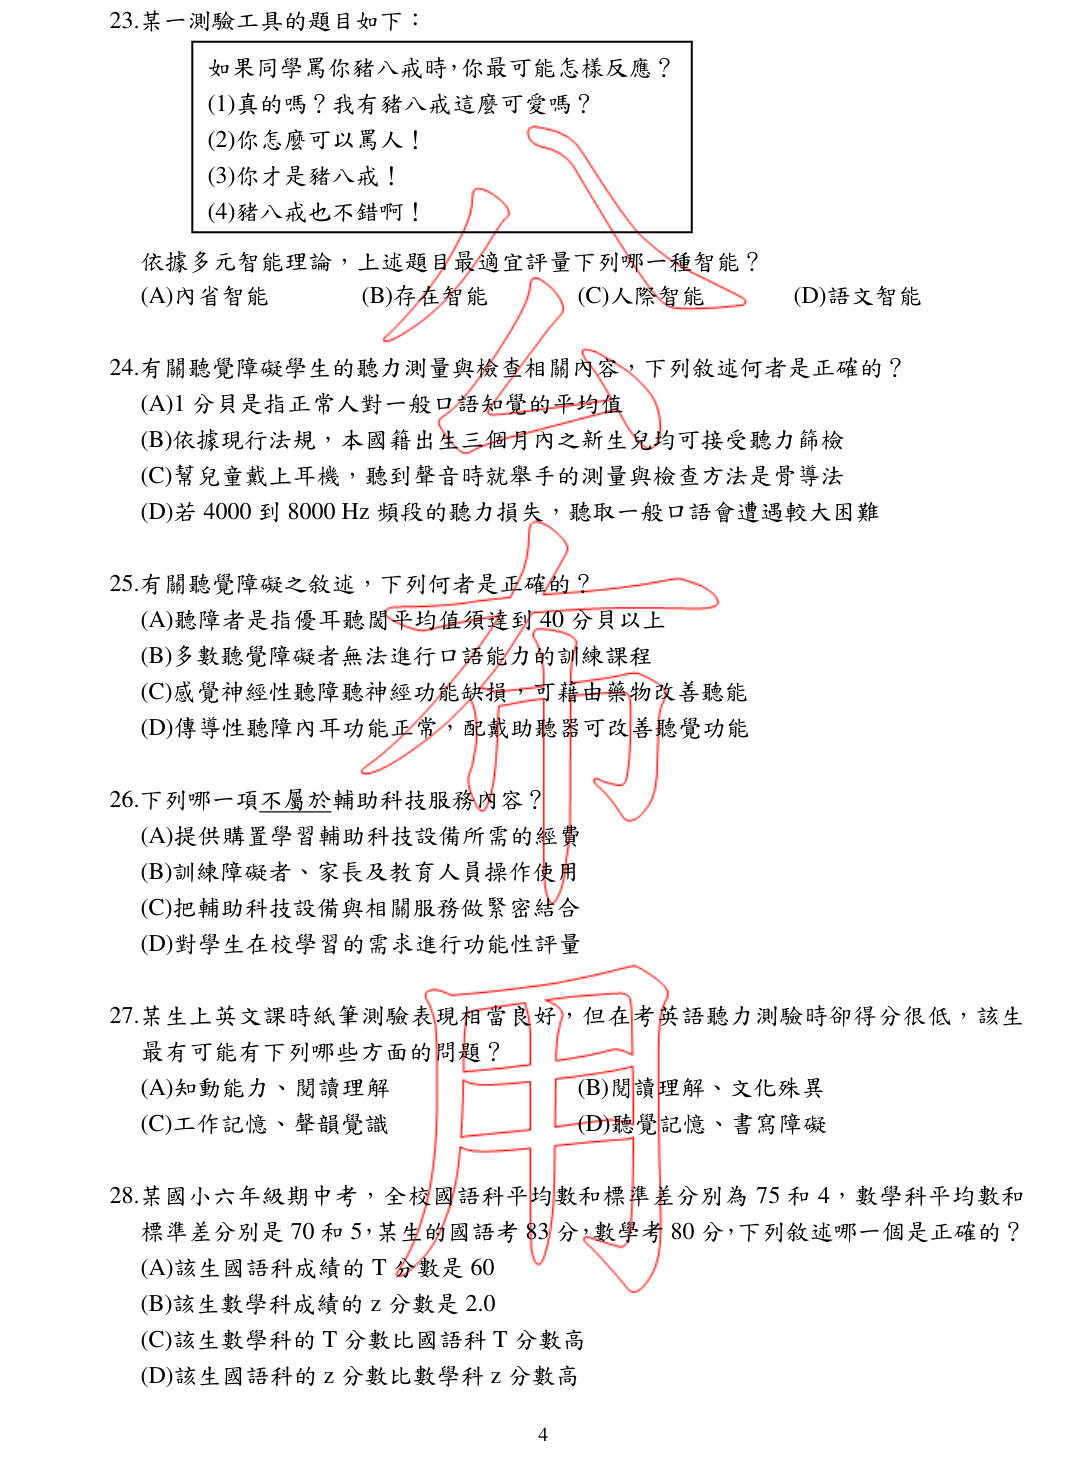 23.某一測驗工具的題目如下：
如果同學罵你豬八戒時，你最可能怎樣反應？
(1)真的嗎？我有豬八戒這麼可愛嗎？
(2)你怎麼可以罵人！
(3)你才是豬八戒！
(4)豬八戒也不錯啊！
依據多元智能理論，上述題目最適宜評量下列哪一種智能？
(A)內省智能 (B)存在智能 (C)人際智能 (D)語文智能
24.有關聽覺障礙學生的聽力測量與檢查相關內容，下列敘述何者是正確的？
(A)1 分貝是指正常人對一般口語知覺的平均值
(B)依據現行法規，本國籍出生三個月內之新生兒均可接受聽力篩檢
(C)幫兒童戴上耳機，聽到聲音時就舉手的測量與檢查方法是骨導法
(D)若 4000 到 8000 Hz 頻段的聽力損失，聽取一般口語會遭遇較大困難
25.有關聽覺障礙之敘述，下列何者是正確的？
(A)聽障者是指優耳聽閾平均值須達到 40 分貝以上
(B)多數聽覺障礙者無法進行口語能力的訓練課程
(C)感覺神經性聽障聽神經功能缺損，可藉由藥物改善聽能
(D)傳導性聽障內耳功能正常，配戴助聽器可改善聽覺功能
26.下列哪一項不屬於輔助科技服務內容？
(A)提供購置學習輔助科技設備所需的經費
(B)訓練障礙者、家長及教育人員操作使用
(C)把輔助科技設備與相關服務做緊密結合
(D)對學生在校學習的需求進行功能性評量
27.某生上英文課時紙筆測驗表現相當良好，但在考英語聽力測驗時卻得分很低，該生
最有可能有下列哪些方面的問題？
(A)知動能力、閱讀理解 (B)閱讀理解、文化殊異
(C)工作記憶、聲韻覺識 (D)聽覺記憶、書寫障礙
28.某國小六年級期中考，全校國語科平均數和標準差分別為 75 和 4，數學科平均數和
標準差分別是 70 和 5，某生的國語考 83 分，數學考 80 分，下列敘述哪一個是正確的？
(A)該生國語科成績的 T 分數是 60
(B)該生數學科成績的 z 分數是 2.0
(C)該生數學科的 T 分數比國語科 T 分數高
(D)該生國語科的 z 分數比數學科 z 分數高
4
公布用